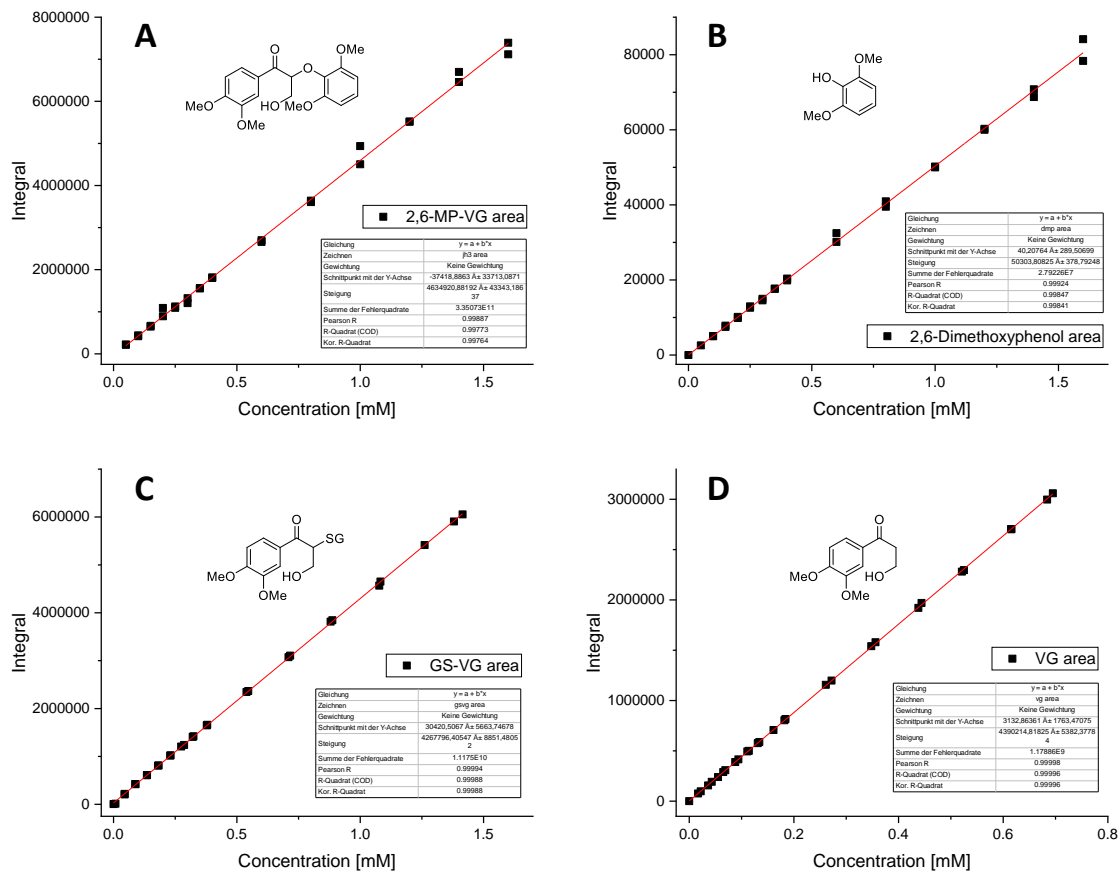 A
8000000
6000000
4000000
2000000
0
Integral
O
O
OMe
MeO
OMe
HO
MeO
2,6-MP-VG area
Gleichung y = a + b*x
Zeichnen jh3 area
Gewichtung Keine Gewichtung
Schnittpunkt mit der Y-Achse -37418,8863 Â± 33713,0871
Steigung 4634920,88192 Â± 43343,186
37
Summe der Fehlerquadrate 3.35073E11
Pearson R 0.99887
R-Quadrat (COD) 0.99773
Kor. R-Quadrat 0.99764
0.0 0.5 1.0 1.5
Concentration [mM]
B
80000
60000
40000
20000
0
Integral
OMe
HO
MeO
Gleichung y = a + b*x
Zeichnen dmp area
Gewichtung Keine Gewichtung
Schnittpunkt mit der Y-Achse 40,20764 Â± 289,50699
Steigung 50303,80825 Â± 378,79248
Summe der Fehlerquadrate 2.79226E7
Pearson R 0.99924
R-Quadrat (COD) 0.99847
Kor. R-Quadrat 0.99841
2,6-Dimethoxyphenol area
0.0 0.5 1.0 1.5
Concentration [mM]
C
6000000
4000000
2000000
0
Integral
O
SG
MeO
HO
OMe
GS-VG area
Gleichung y = a + b*x
Zeichnen gsvg area
Gewichtung Keine Gewichtung
Schnittpunkt mit der Y-Achse 30420,5067 Â± 5663,74678
Steigung 4267796,40547 Â± 8851,4805
2
Summe der Fehlerquadrate 1.1175E10
Pearson R 0.99994
R-Quadrat (COD) 0.99988
Kor. R-Quadrat 0.99988
0.0 0.5 1.0 1.5
Concentration [mM]
D
3000000
2000000
1000000
0
Integral
O
MeO
HO
OMe
VG area
Gleichung y = a + b*x
Zeichnen vg area
Gewichtung Keine Gewichtung
Schnittpunkt mit der Y-Achse 3132,86361 Â± 1763,47075
Steigung 4390214,81825 Â± 5382,3778
4
Summe der Fehlerquadrate 1.17886E9
Pearson R 0.99998
R-Quadrat (COD) 0.99996
Kor. R-Quadrat 0.99996
0.0 0.2 0.4 0.6 0.8
Concentration [mM]